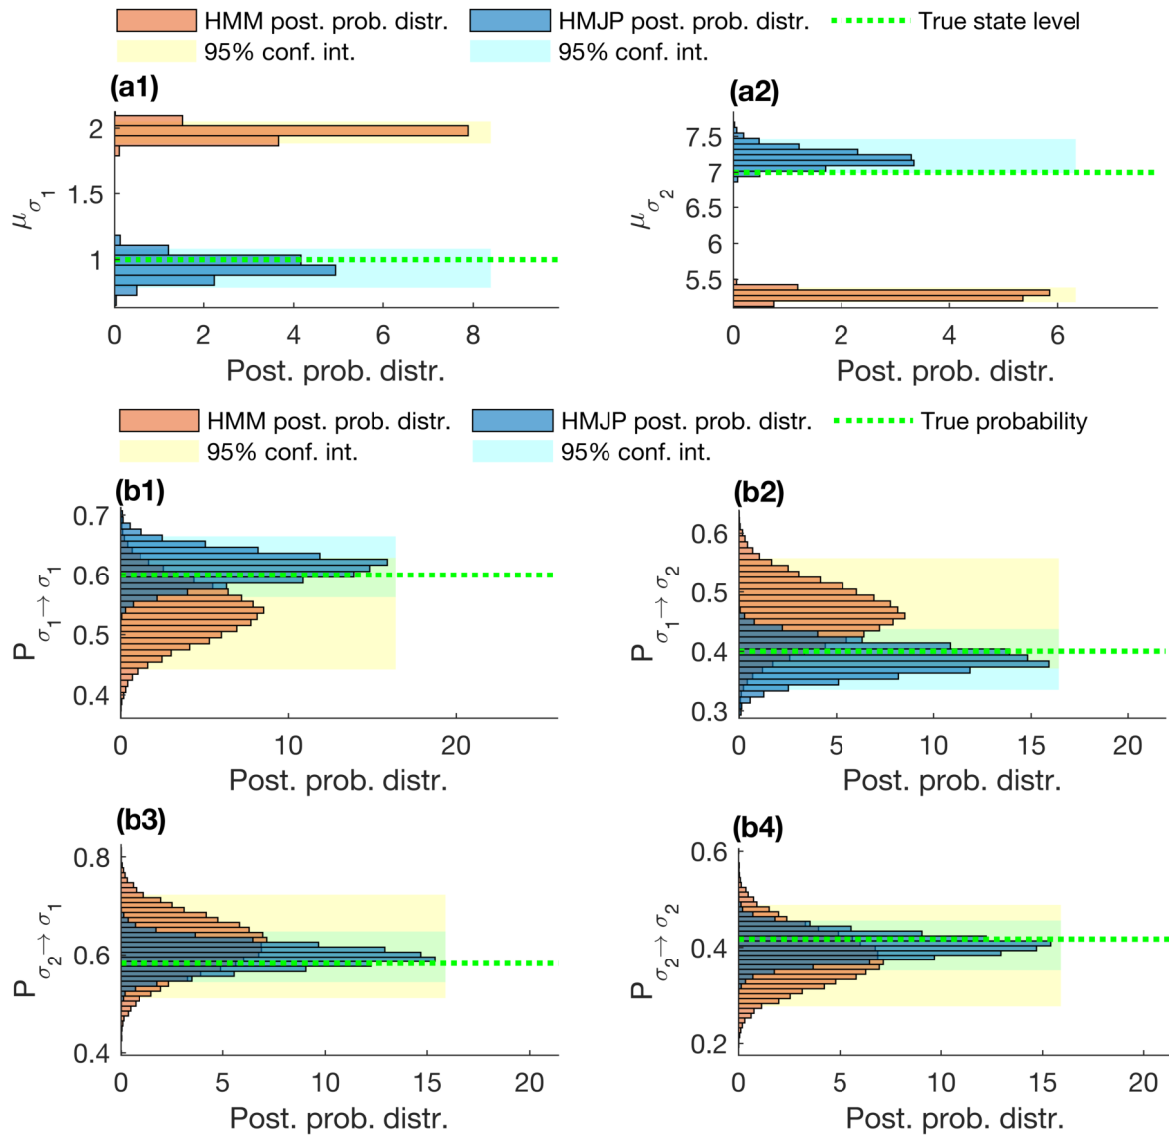 HMM post. prob. distr. HMJP post. prob. distr. True state level
95% conf. int. 95% conf. int.
(a1) (a2)
2
1.5
1
μσ1
0 2 4 6 8
Post. prob. distr.
7.5
7
6.5
6
5.5
μσ2
0 2 4 6
Post. prob. distr.
HMM post. prob. distr. HMJP post. prob. distr. True probability
95% conf. int. 95% conf. int.
(b1) (b2)
0.7
0.6
0.5
0.4
P σ1→σ1
0 10 20
Post. prob. distr.
0.6
0.5
0.4
0.3
P σ1→σ2
0 5 10 15 20
Post. prob. distr.
(b3) (b4)
0.8
0.6
0.4
P σ2→σ1
0 5 10 15 20
Post. prob. distr.
0.6
0.4
0.2
P σ2→σ2
0 5 10 15 20
Post. prob. distr.